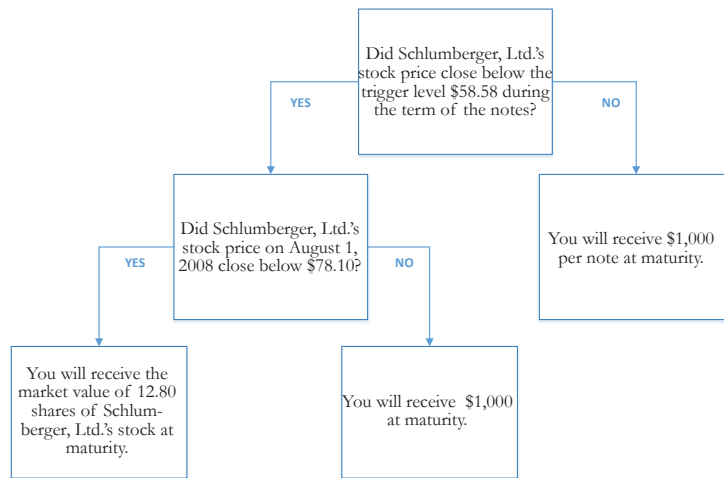 Did Schlumberger, Ltd.'s
stock price close below the
trigger level $58.58 during
the term of the notes?
YES
NO
Did Schlumberger, Ltd.'s
stock price on August 1,
2008 close below $78.10?
You will receive $1,000
per note at maturity.
YES
NO
You will receive the
market value of 12.80
shares of Schlum-
berger, Ltd.'s stock at
maturity.
You will receive $1,000
at maturity.